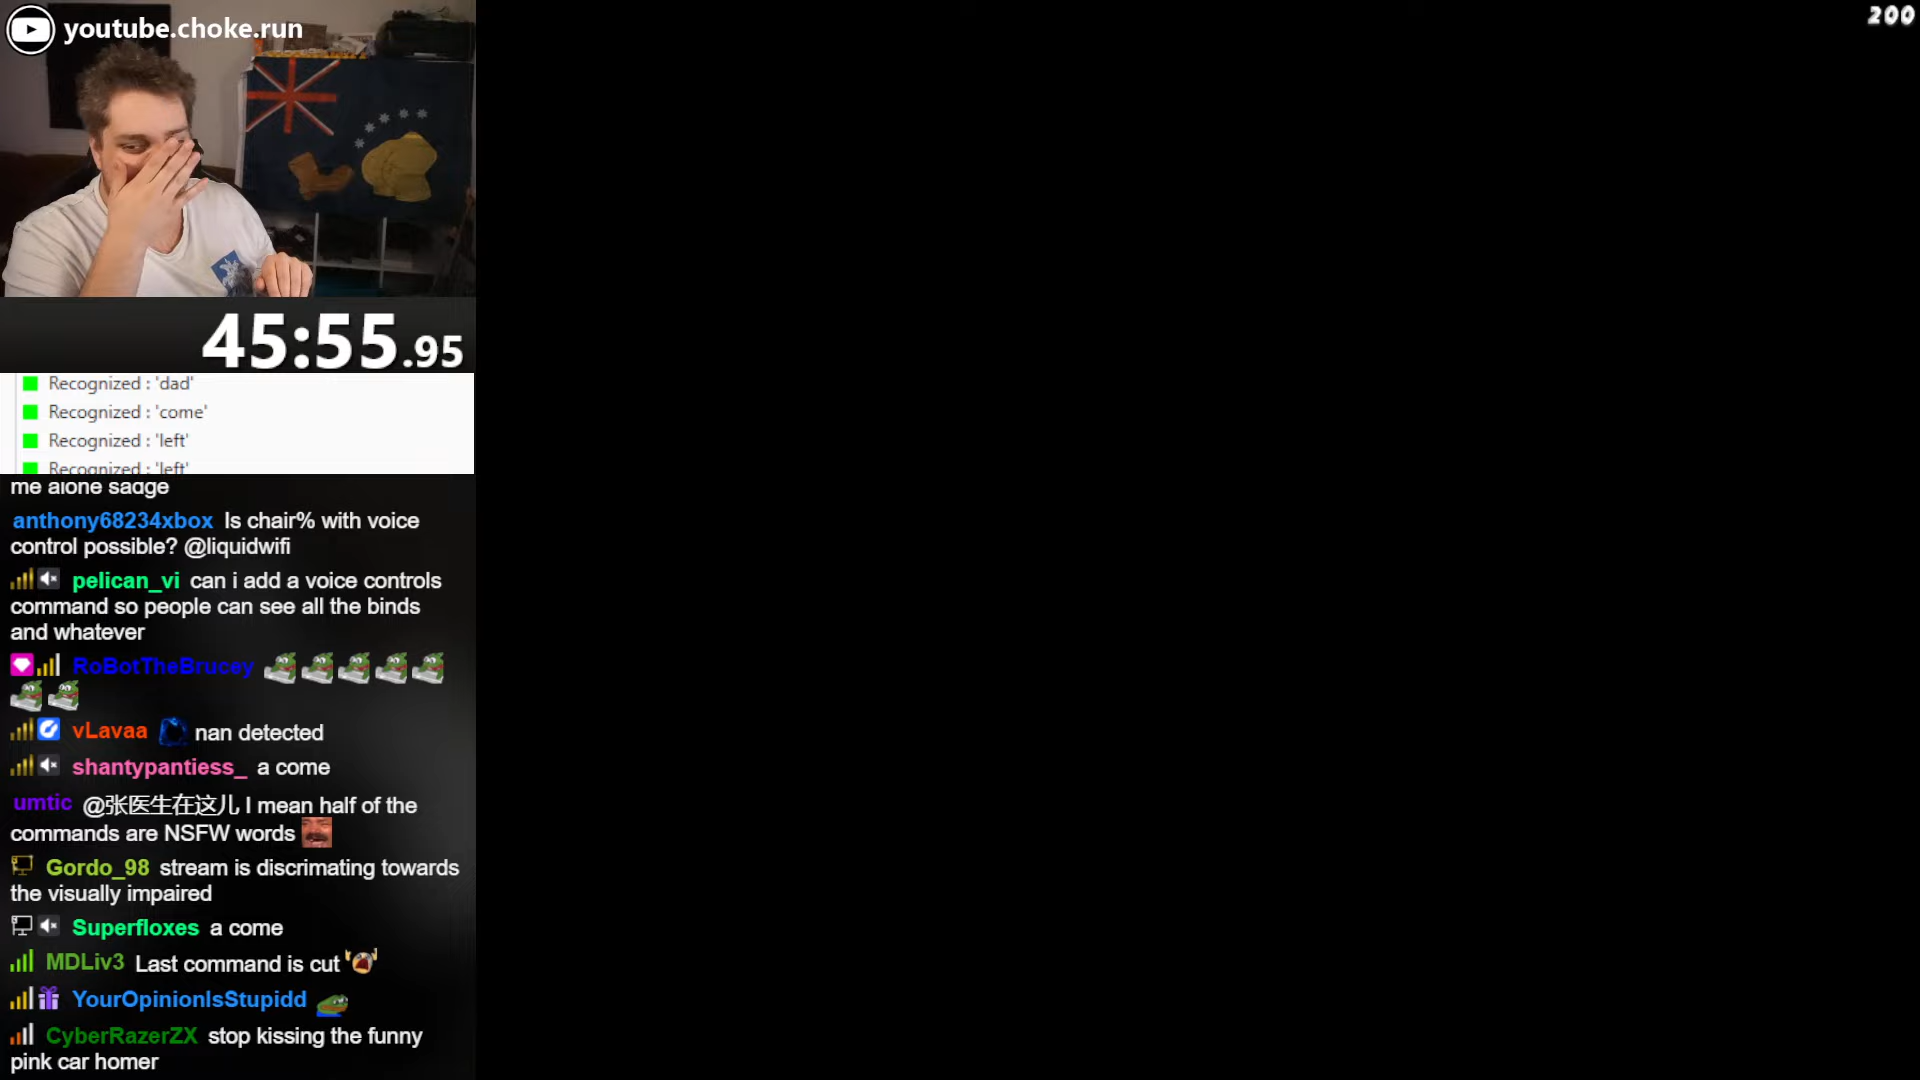 youtube.choke.run
200
45:55.95
Recognized : 'dad'
Recognized : 'come'
Recognized : 'left'
Recognized : 'left'
me alone sadge
anthony68234xbox Is chair% with voice
control possible? @liquidwifi
pelican_vi can i add a voice controls
command so people can see all the binds
and whatever
RoBotTheBrucey
vLavaa nan detected
shantypantiess_ a come
umtic @张医生在这儿 I mean half of the
commands are NSFW words
Gordo_98 stream is discrimating towards
the visually impaired
Superfloxes a come
MDLiv3 Last command is cut
YourOpinionIsStupidd
CyberRazerZX stop kissing the funny
pink car homer